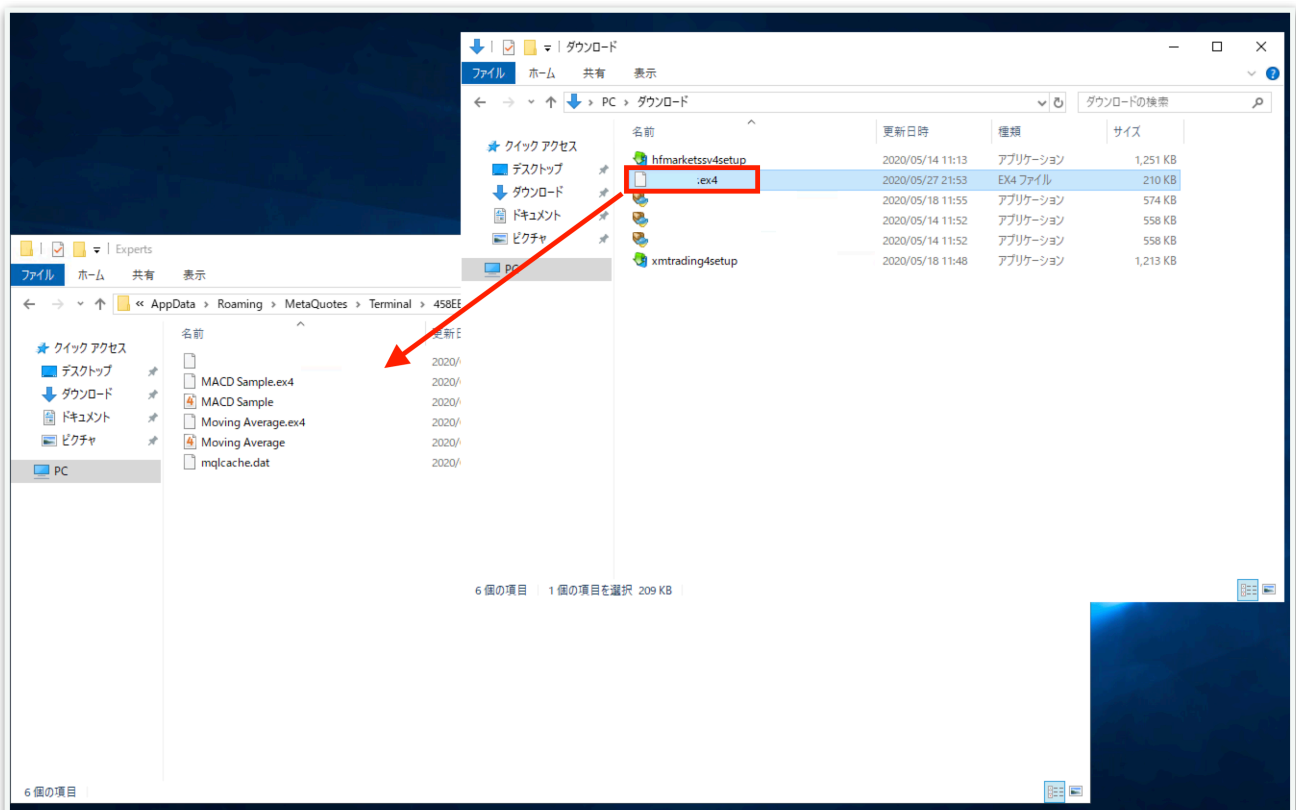 ダウンロード
ファイル ホーム 共有 表示
PC › ダウンロード
ダウンロードの検索
名前 更新日時 種類 サイズ
クイック アクセス
デスクトップ
ダウンロード
ドキュメント
ピクチャ
PC
hfmarketssv4setup 2020/05/14 11:13 アプリケーション 1,251 KB
.ex4 2020/05/27 21:53 EX4 ファイル 210 KB
2020/05/18 11:55 アプリケーション 574 KB
2020/05/14 11:52 アプリケーション 558 KB
2020/05/14 11:52 アプリケーション 558 KB
xmtrading4setup 2020/05/18 11:48 アプリケーション 1,213 KB
6 個の項目 1 個の項目を選択 209 KB
Experts
ファイル ホーム 共有 表示
« AppData › Roaming › MetaQuotes › Terminal ›
名前
クイック アクセス
デスクトップ
ダウンロード
ドキュメント
ピクチャ
PC
2020/
MACD Sample.ex4 2020/
MACD Sample 2020/
Moving Average.ex4 2020/
Moving Average 2020/
mqlcache.dat 2020/
6 個の項目